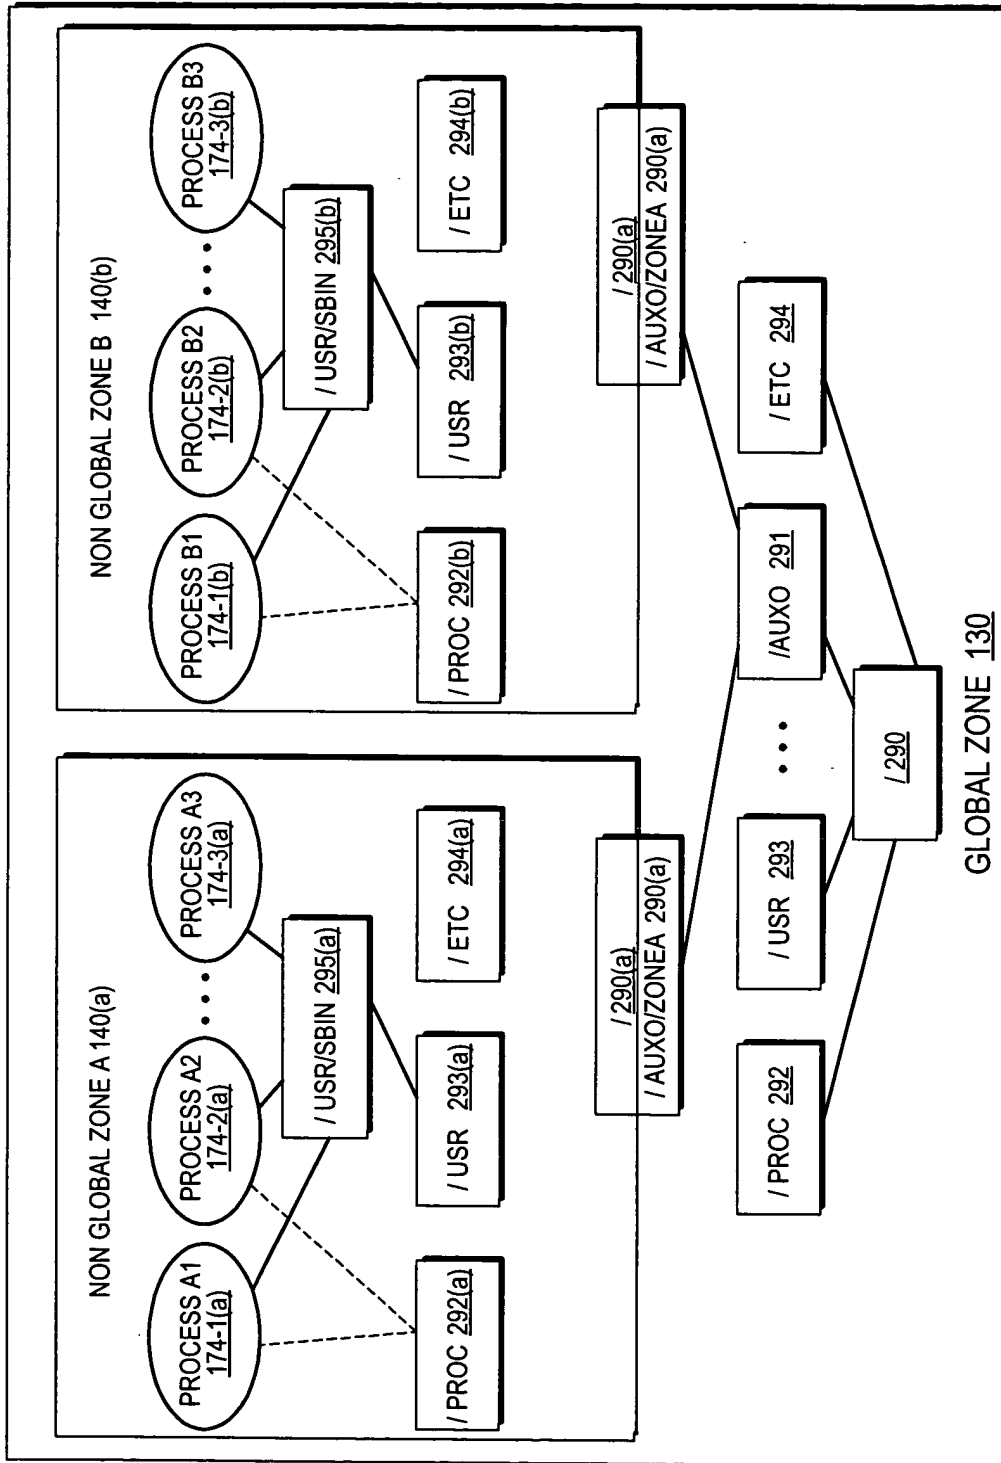 NON GLOBAL ZONE A 140(a)
PROCESS A1
174-1(a)
PROCESS A2
174-2(a)
• • •
PROCESS A3
174-3(a)
/ USR/SBIN 295(a)
/ PROC 292(a)
/ USR 293(a)
/ ETC 294(a)
/ 290(a)
/ AUXO/ZONEA 290(a)
NON GLOBAL ZONE B 140(b)
PROCESS B1
174-1(b)
PROCESS B2
174-2(b)
• • •
PROCESS B3
174-3(b)
/ USR/SBIN 295(b)
/ PROC 292(b)
/ USR 293(b)
/ ETC 294(b)
/ 290(a)
/ AUXO/ZONEA 290(a)
/ PROC 292
/ USR 293
• • •
/AUXO 291
/ ETC 294
/ 290
GLOBAL ZONE 130